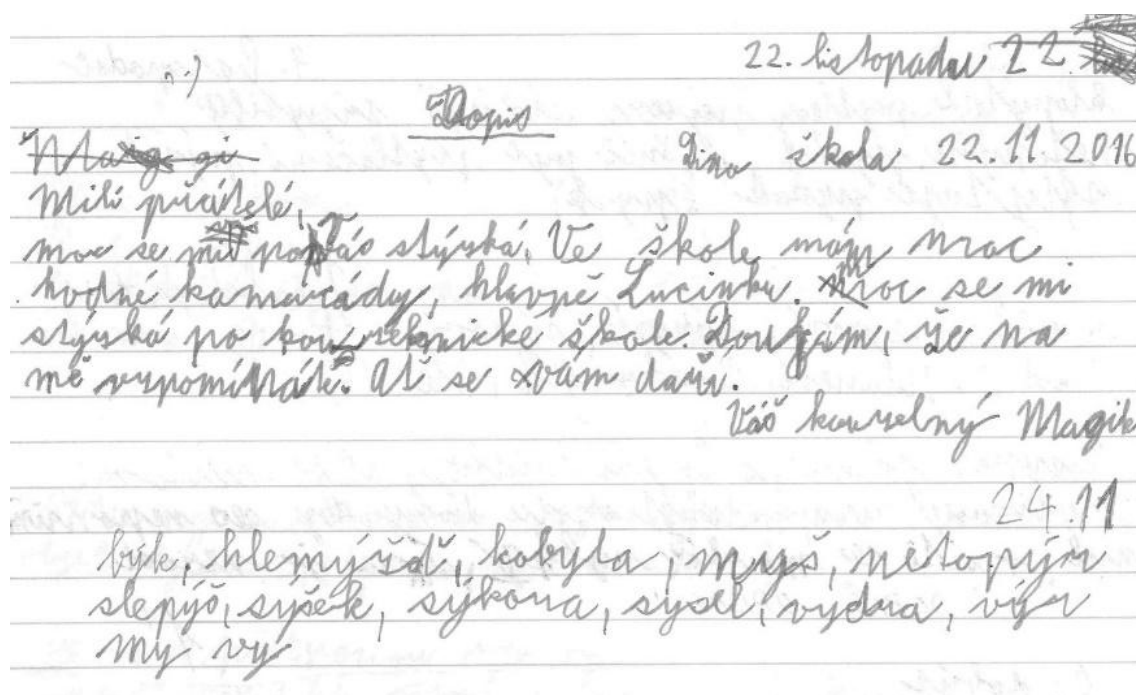 22. listopadu 22
:)
Dopis
Dino škola 22.11 2016
Milí přátelé,
moc se mi po Vás stýská. Ve škole mám moc
hodné kamarády, hlavně Lucinku. Moc se mi
stýská po kouzelnické škole. Doufám, že na
mě vzpomínáte. Ať se vám daří.
Váš kouzelný Magik
24.11
býk, hlemýžď, kobyla, myš, netopýr
slepýš, sýček, sýkora, sysel, vydra, výr
my vy